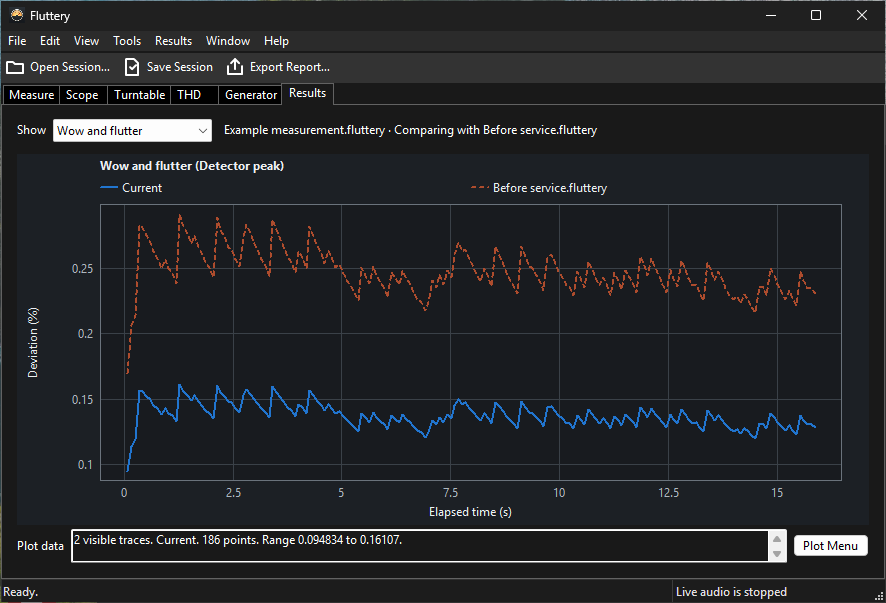 Fluttery
File Edit View Tools Results Window Help
Open Session... Save Session Export Report...
Measure Scope Turntable THD Generator Results
Show Wow and flutter Example measurement.fluttery · Comparing with Before service.fluttery
Wow and flutter (Detector peak)
Current Before service.fluttery
0.25
0.2
0.15
0.1
Deviation (%)
0 2.5 5 7.5 10 12.5 15
Elapsed time (s)
Plot data 2 visible traces. Current. 186 points. Range 0.094834 to 0.16107. Plot Menu
Ready. Live audio is stopped